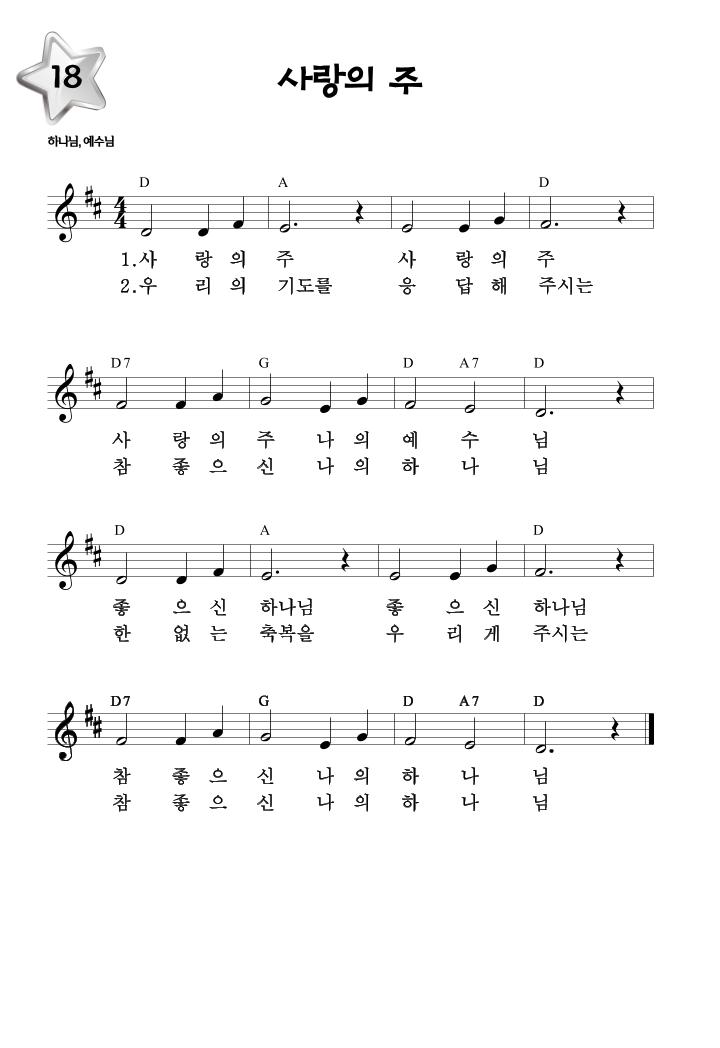 18
사랑의 주
하나님, 예수님
D A D
4
4
1.사 랑 의 주 사 랑 의 주
2.우 리 의 기도를 응 답 해 주시는
D7 G D A7 D
사 랑 의 주 나 의 예 수 님
참 좋 으 신 나 의 하 나 님
D A D
좋 으 신 하나님 좋 으 신 하나님
한 없 는 축복을 우 리 게 주시는
D7 G D A7 D
참 좋 으 신 나 의 하 나 님
참 좋 으 신 나 의 하 나 님